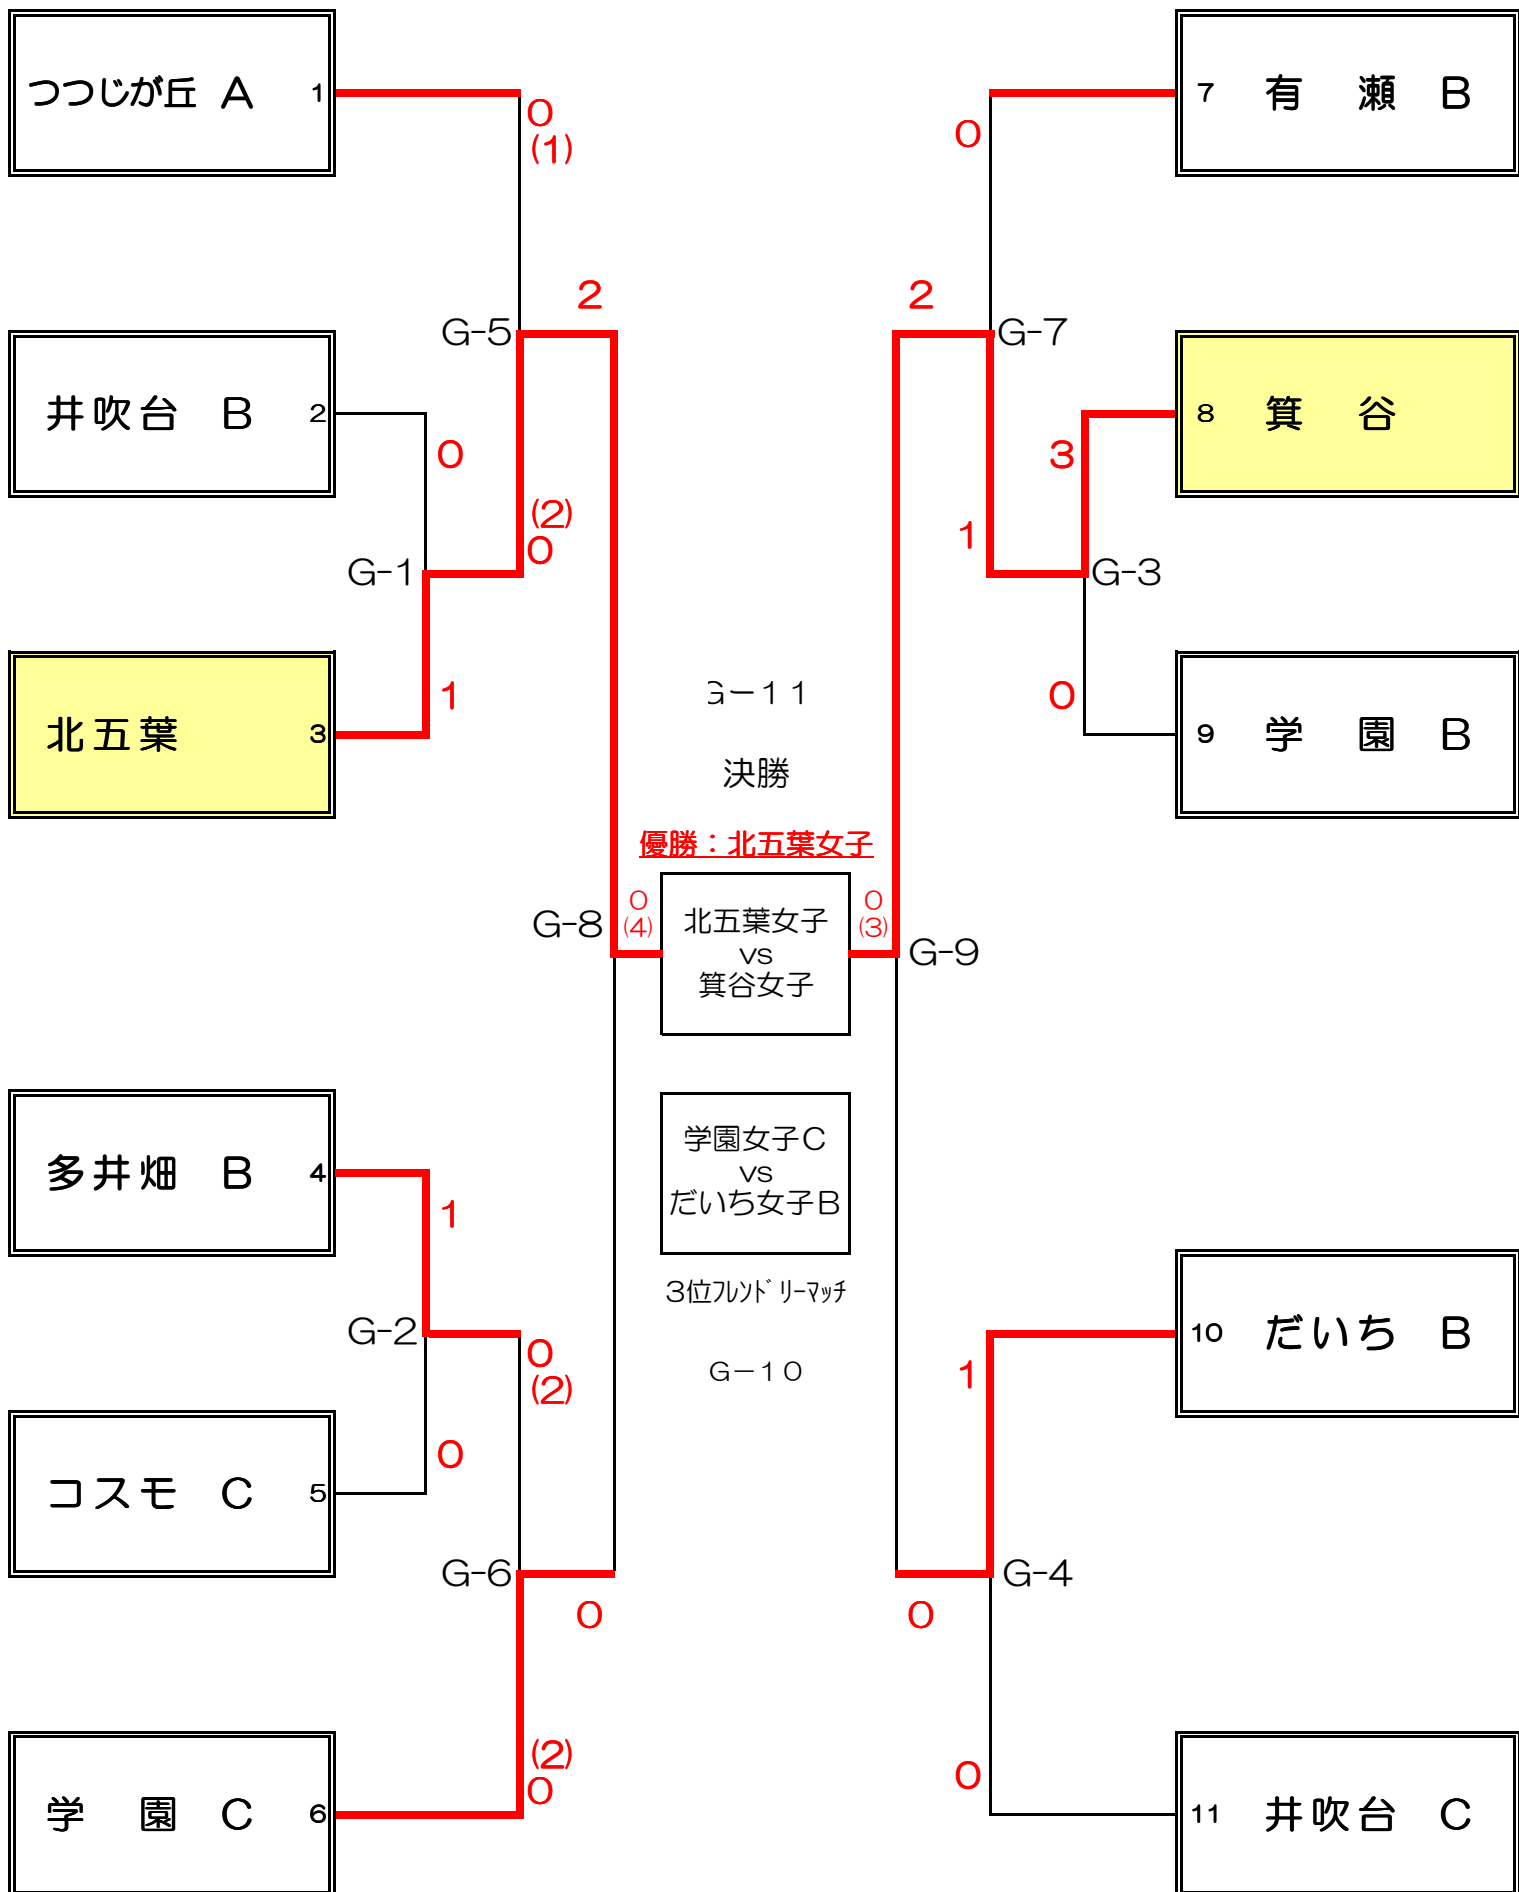 つつじが丘 A 1
0
(1)
0
7 有 瀬 B
2
2
G-5
G-7
井吹台 B 2
0
3
8 箕 谷
(2)
0
1
G-1
G-3
北五葉 3
1
0
9 学 園 B
G-11
決勝
優勝:北五葉女子
G-8
0
(4)
北五葉女子
vs
箕谷女子
0
(3)
G-9
多井畑 B 4
1
学園女子C
vs
だいち女子B
3位フレンドリーマッチ
G-10
G-2
0
(2)
1
10 だいち B
コスモ C 5
0
G-6
G-4
0
0
(2)
0
0
学 園 C 6
11 井吹台 C